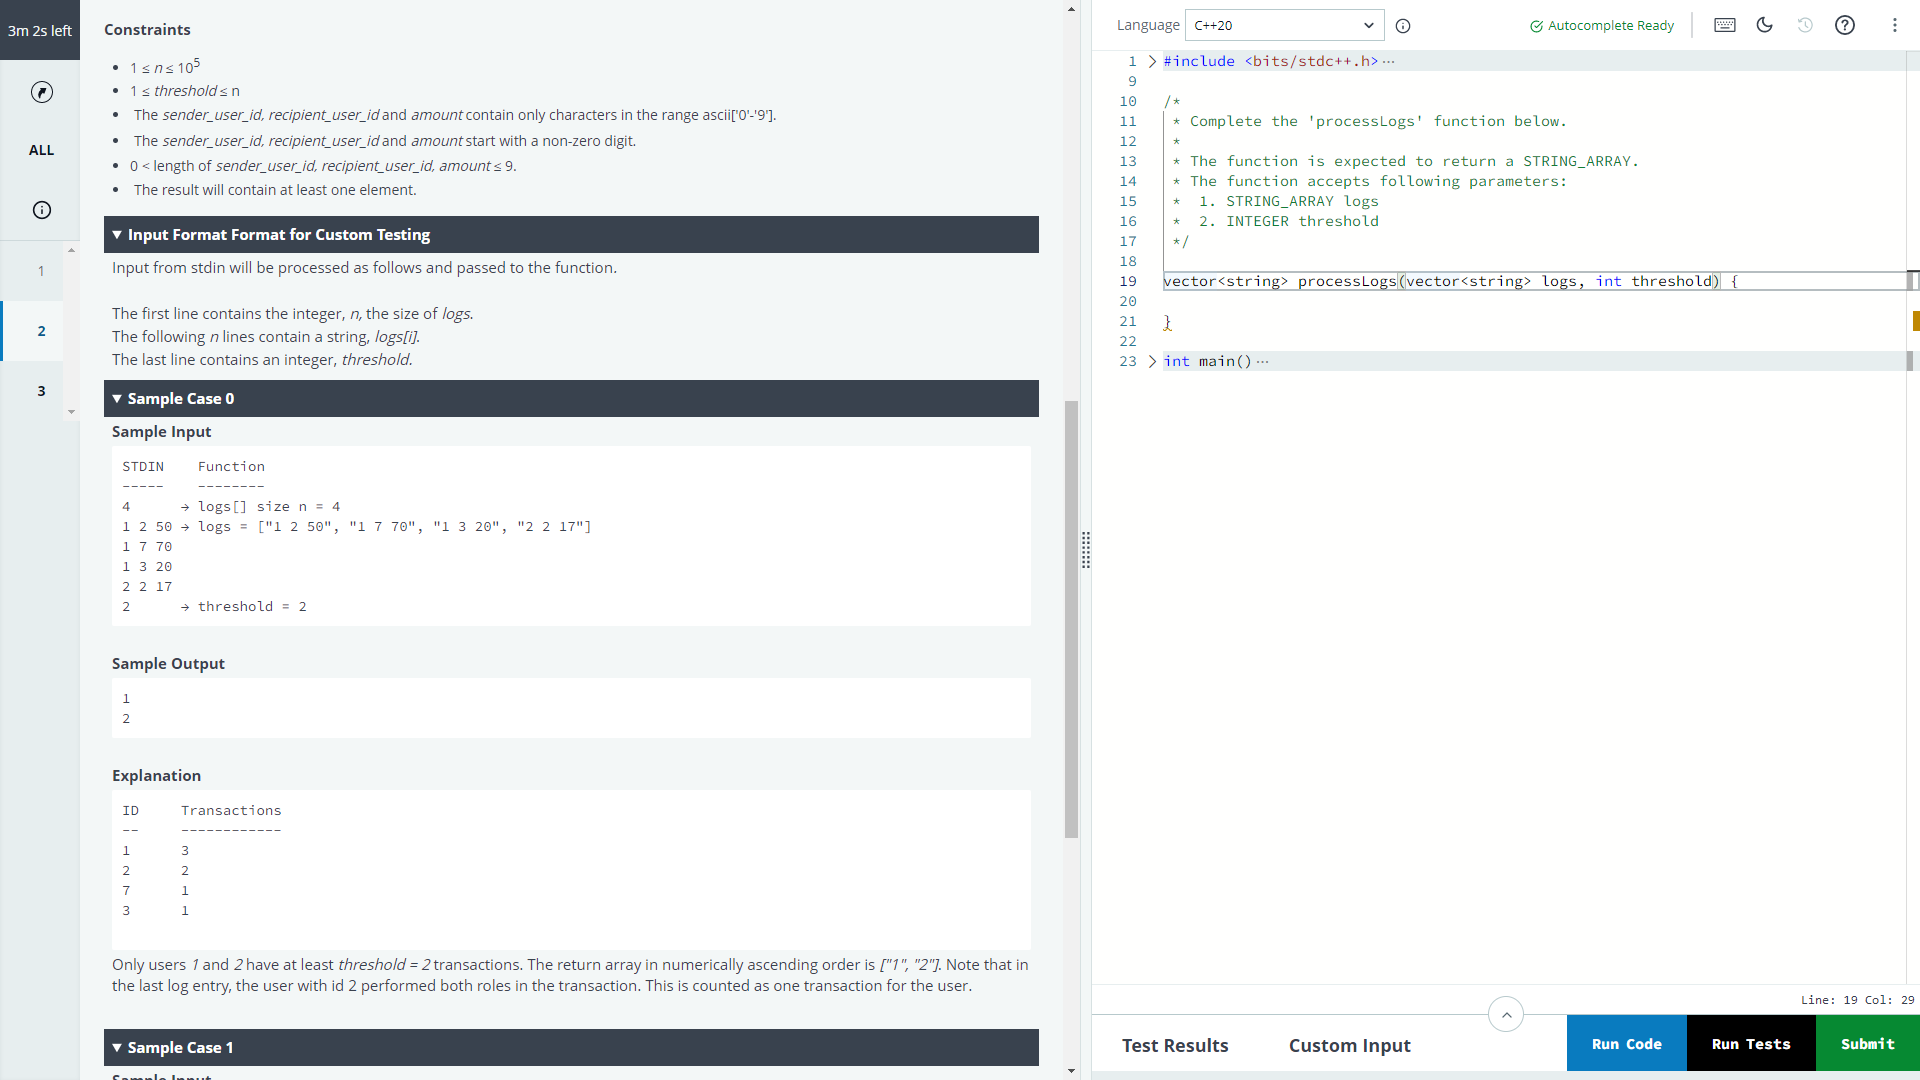 3m 2s left
ALL
1
2
3
Constraints
1 ≤ n ≤ 10⁵
1 ≤ threshold ≤ n
The sender_user_id, recipient_user_id and amount contain only characters in the range ascii['0'-'9'].
The sender_user_id, recipient_user_id and amount start with a non-zero digit.
0 < length of sender_user_id, recipient_user_id, amount ≤ 9.
The result will contain at least one element.
▼ Input Format Format for Custom Testing
Input from stdin will be processed as follows and passed to the function.
The first line contains the integer, n, the size of logs.
The following n lines contain a string, logs[i].
The last line contains an integer, threshold.
▼ Sample Case 0
Sample Input
STDIN    Function
-----    --------
4      → logs[] size n = 4
1 2 50 → logs = ["1 2 50", "1 7 70", "1 3 20", "2 2 17"]
1 7 70
1 3 20
2 2 17
2      → threshold = 2
Sample Output
1
2
Explanation
ID     Transactions
--     ------------
1      3
2      2
7      1
3      1
Only users 1 and 2 have at least threshold = 2 transactions. The return array in numerically ascending order is ["1", "2"]. Note that in
the last log entry, the user with id 2 performed both roles in the transaction. This is counted as one transaction for the user.
▼ Sample Case 1
Sample Input
Language C++20
Autocomplete Ready
1 #include <bits/stdc++.h> ···
9
10 /*
11  * Complete the 'processLogs' function below.
12  *
13  * The function is expected to return a STRING_ARRAY.
14  * The function accepts following parameters:
15  *  1. STRING_ARRAY logs
16  *  2. INTEGER threshold
17  */
18
19 vector<string> processLogs(vector<string> logs, int threshold) {
20
21 }
22
23 int main() ···
Line: 19 Col: 29
Test Results
Custom Input
Run Code
Run Tests
Submit